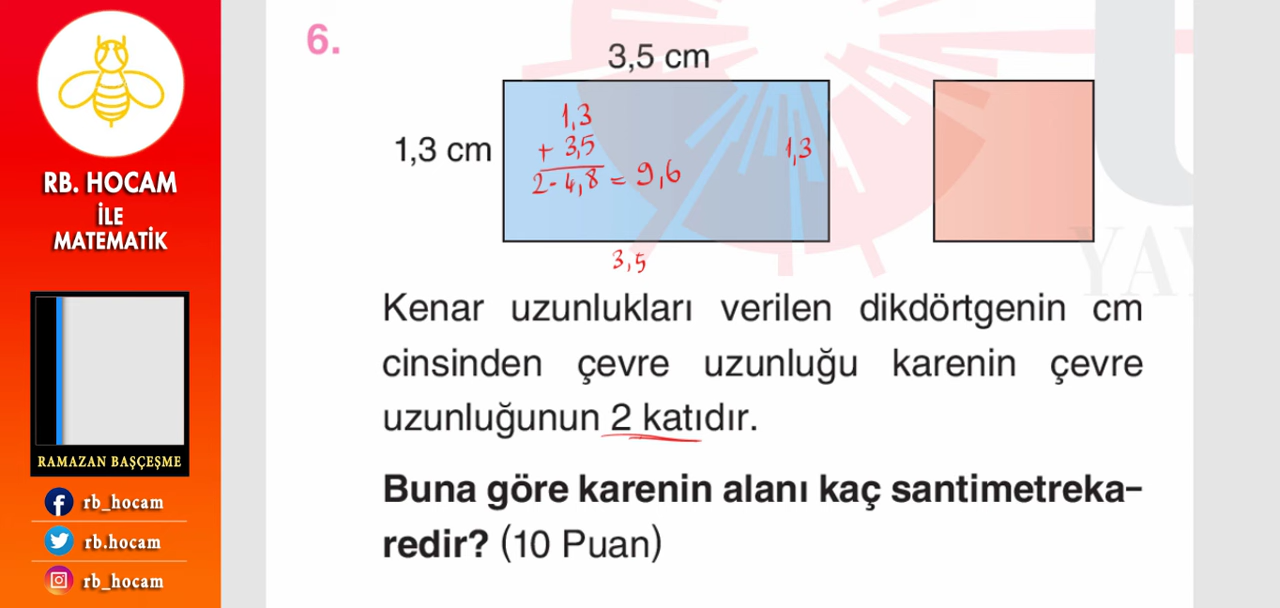 RB. HOCAM
İLE
MATEMATİK
RAMAZAN BAŞÇEŞME
rb_hocam
rb.hocam
rb_hocam
6.
3,5 cm
1,3 cm
1,3
+ 3,5
2- 4,8 = 9,6
1,3
3,5
Kenar uzunlukları verilen dikdörtgenin cm
cinsinden çevre uzunluğu karenin çevre
uzunluğunun 2 katıdır.
Buna göre karenin alanı kaç santimetreka–
redir? (10 Puan)
YA